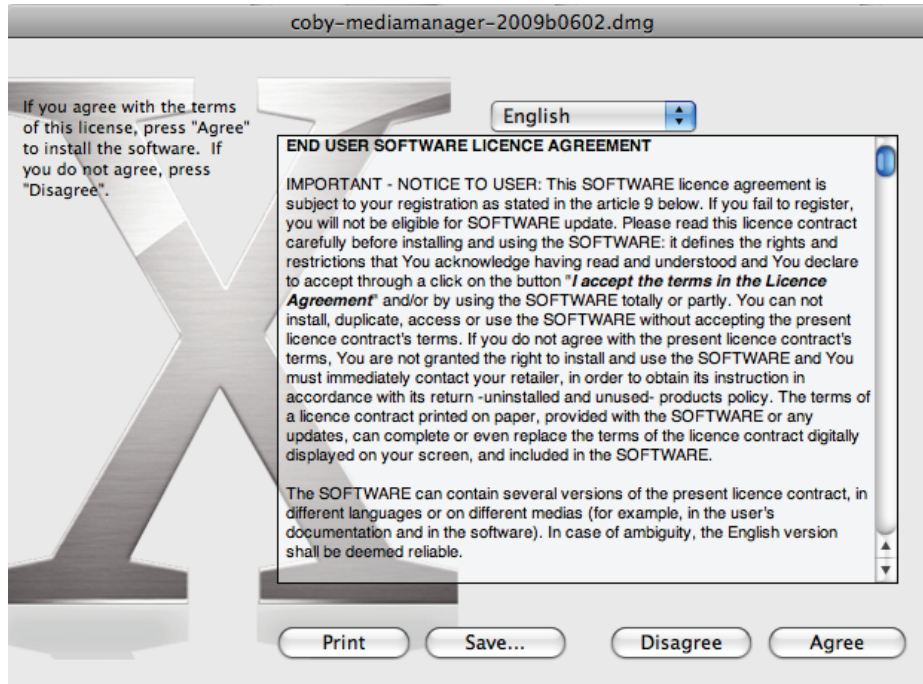 coby-mediamanager-2009b0602.dmg
If you agree with the terms
of this license, press "Agree"
to install the software. If
you do not agree, press
"Disagree".
English
END USER SOFTWARE LICENCE AGREEMENT
IMPORTANT - NOTICE TO USER: This SOFTWARE licence agreement is
subject to your registration as stated in the article 9 below. If you fail to register,
you will not be eligible for SOFTWARE update. Please read this licence contract
carefully before installing and using the SOFTWARE: it defines the rights and
restrictions that You acknowledge having read and understood and You declare
to accept through a click on the button "I accept the terms in the Licence
Agreement" and/or by using the SOFTWARE totally or partly. You can not
install, duplicate, access or use the SOFTWARE without accepting the present
licence contract's terms. If you do not agree with the present licence contract's
terms, You are not granted the right to install and use the SOFTWARE and You
must immediately contact your retailer, in order to obtain its instruction in
accordance with its return -uninstalled and unused- products policy. The terms of
a licence contract printed on paper, provided with the SOFTWARE or any
updates, can complete or even replace the terms of the licence contract digitally
displayed on your screen, and included in the SOFTWARE.
The SOFTWARE can contain several versions of the present licence contract, in
different languages or on different medias (for example, in the user's
documentation and in the software). In case of ambiguity, the English version
shall be deemed reliable.
Print
Save...
Disagree
Agree